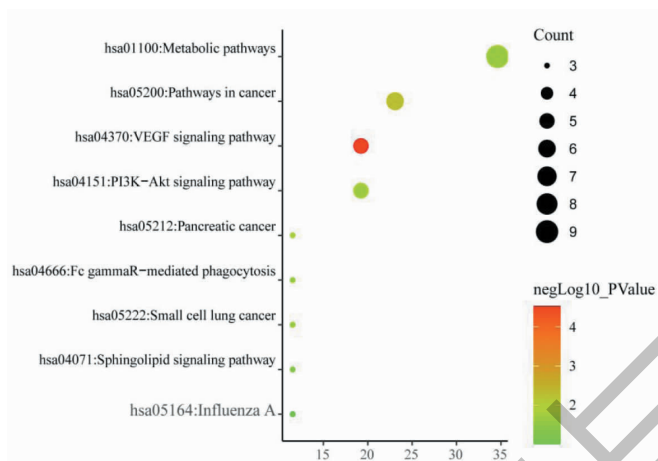 hsa01100:Metabolic pathways
hsa05200:Pathways in cancer
hsa04370:VEGF signaling pathway
hsa04151:PI3K−Akt signaling pathway
hsa05212:Pancreatic cancer
hsa04666:Fc gammaR−mediated phagocytosis
hsa05222:Small cell lung cancer
hsa04071:Sphingolipid signaling pathway
hsa05164:Influenza A
15 20 25 30 35
Count
3
4
5
6
7
8
9
negLog10_PValue
4
3
2